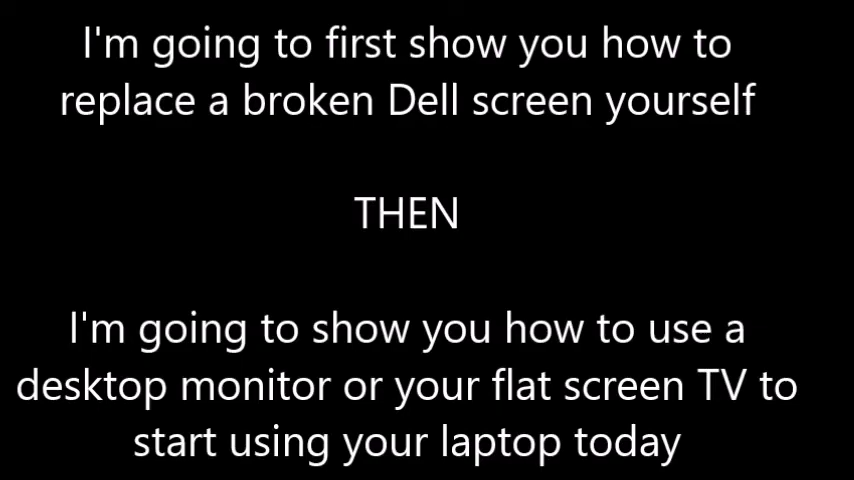 I'm going to first show you how to
replace a broken Dell screen yourself
THEN
I'm going to show you how to use a
desktop monitor or your flat screen TV to
start using your laptop today